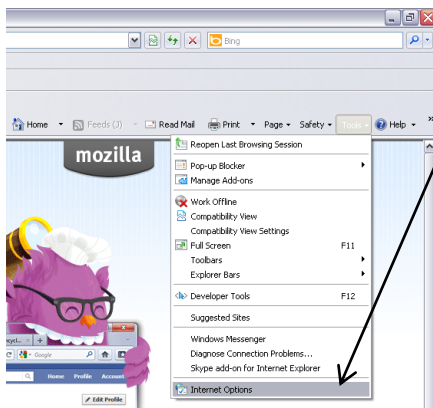 Bing
Home Feeds (J) Read Mail Print Page Safety Tools Help »
mozilla
Reopen Last Browsing Session
Pop-up Blocker
Manage Add-ons
Work Offline
Compatibility View
Compatibility View Settings
Full Screen F11
Toolbars
Explorer Bars
Developer Tools F12
Suggested Sites
Windows Messenger
Diagnose Connection Problems...
Skype add-on for Internet Explorer
Internet Options
Google
Home Profile Account
Edit Profile